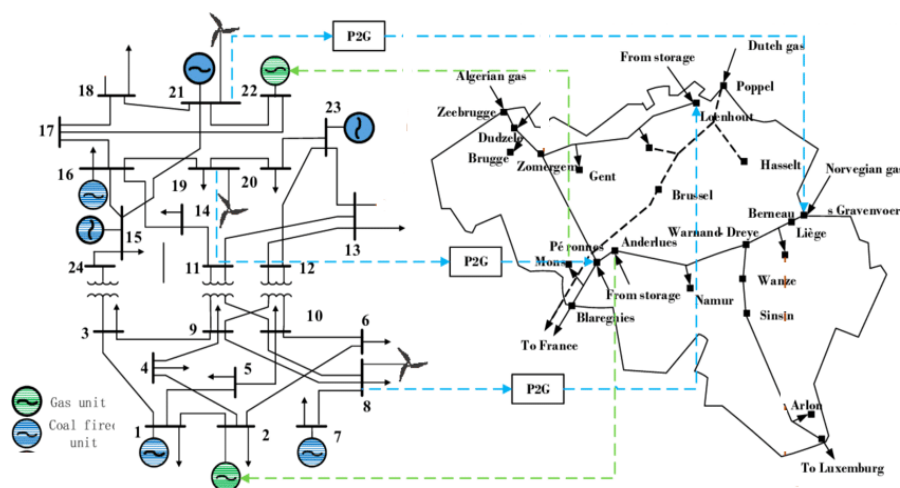 P2G
Dutch gas
From storage
Poppel
Algerian gas
Zeebrugge
Loenhout
Dudzele
Brugge
Zomergem
Gent
Hasselt
Norvegian gas
Brussel
Berneau
s Gravenvoer
Warnand- Dreye
Liège
Péronnes
Anderlues
Mons
Wanze
From storage
Namur
Blaregnies
Sinsin
To France
Arlon
To Luxemburg
18
21
22
23
17
16
19
20
14
15
13
24
11
12
P2G
3
9
10
6
4
5
8
P2G
1
2
7
Gas unit
Coal fired
unit